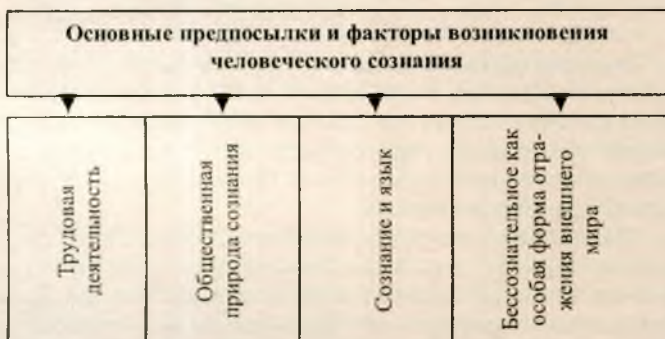 Основные предпосылки и факторы возникновения
человеческого сознания
Трудовая
деятельность
Общественная
природа сознания
Сознание и язык
Бессознательное как
особая форма отра-
жения внешнего
мира